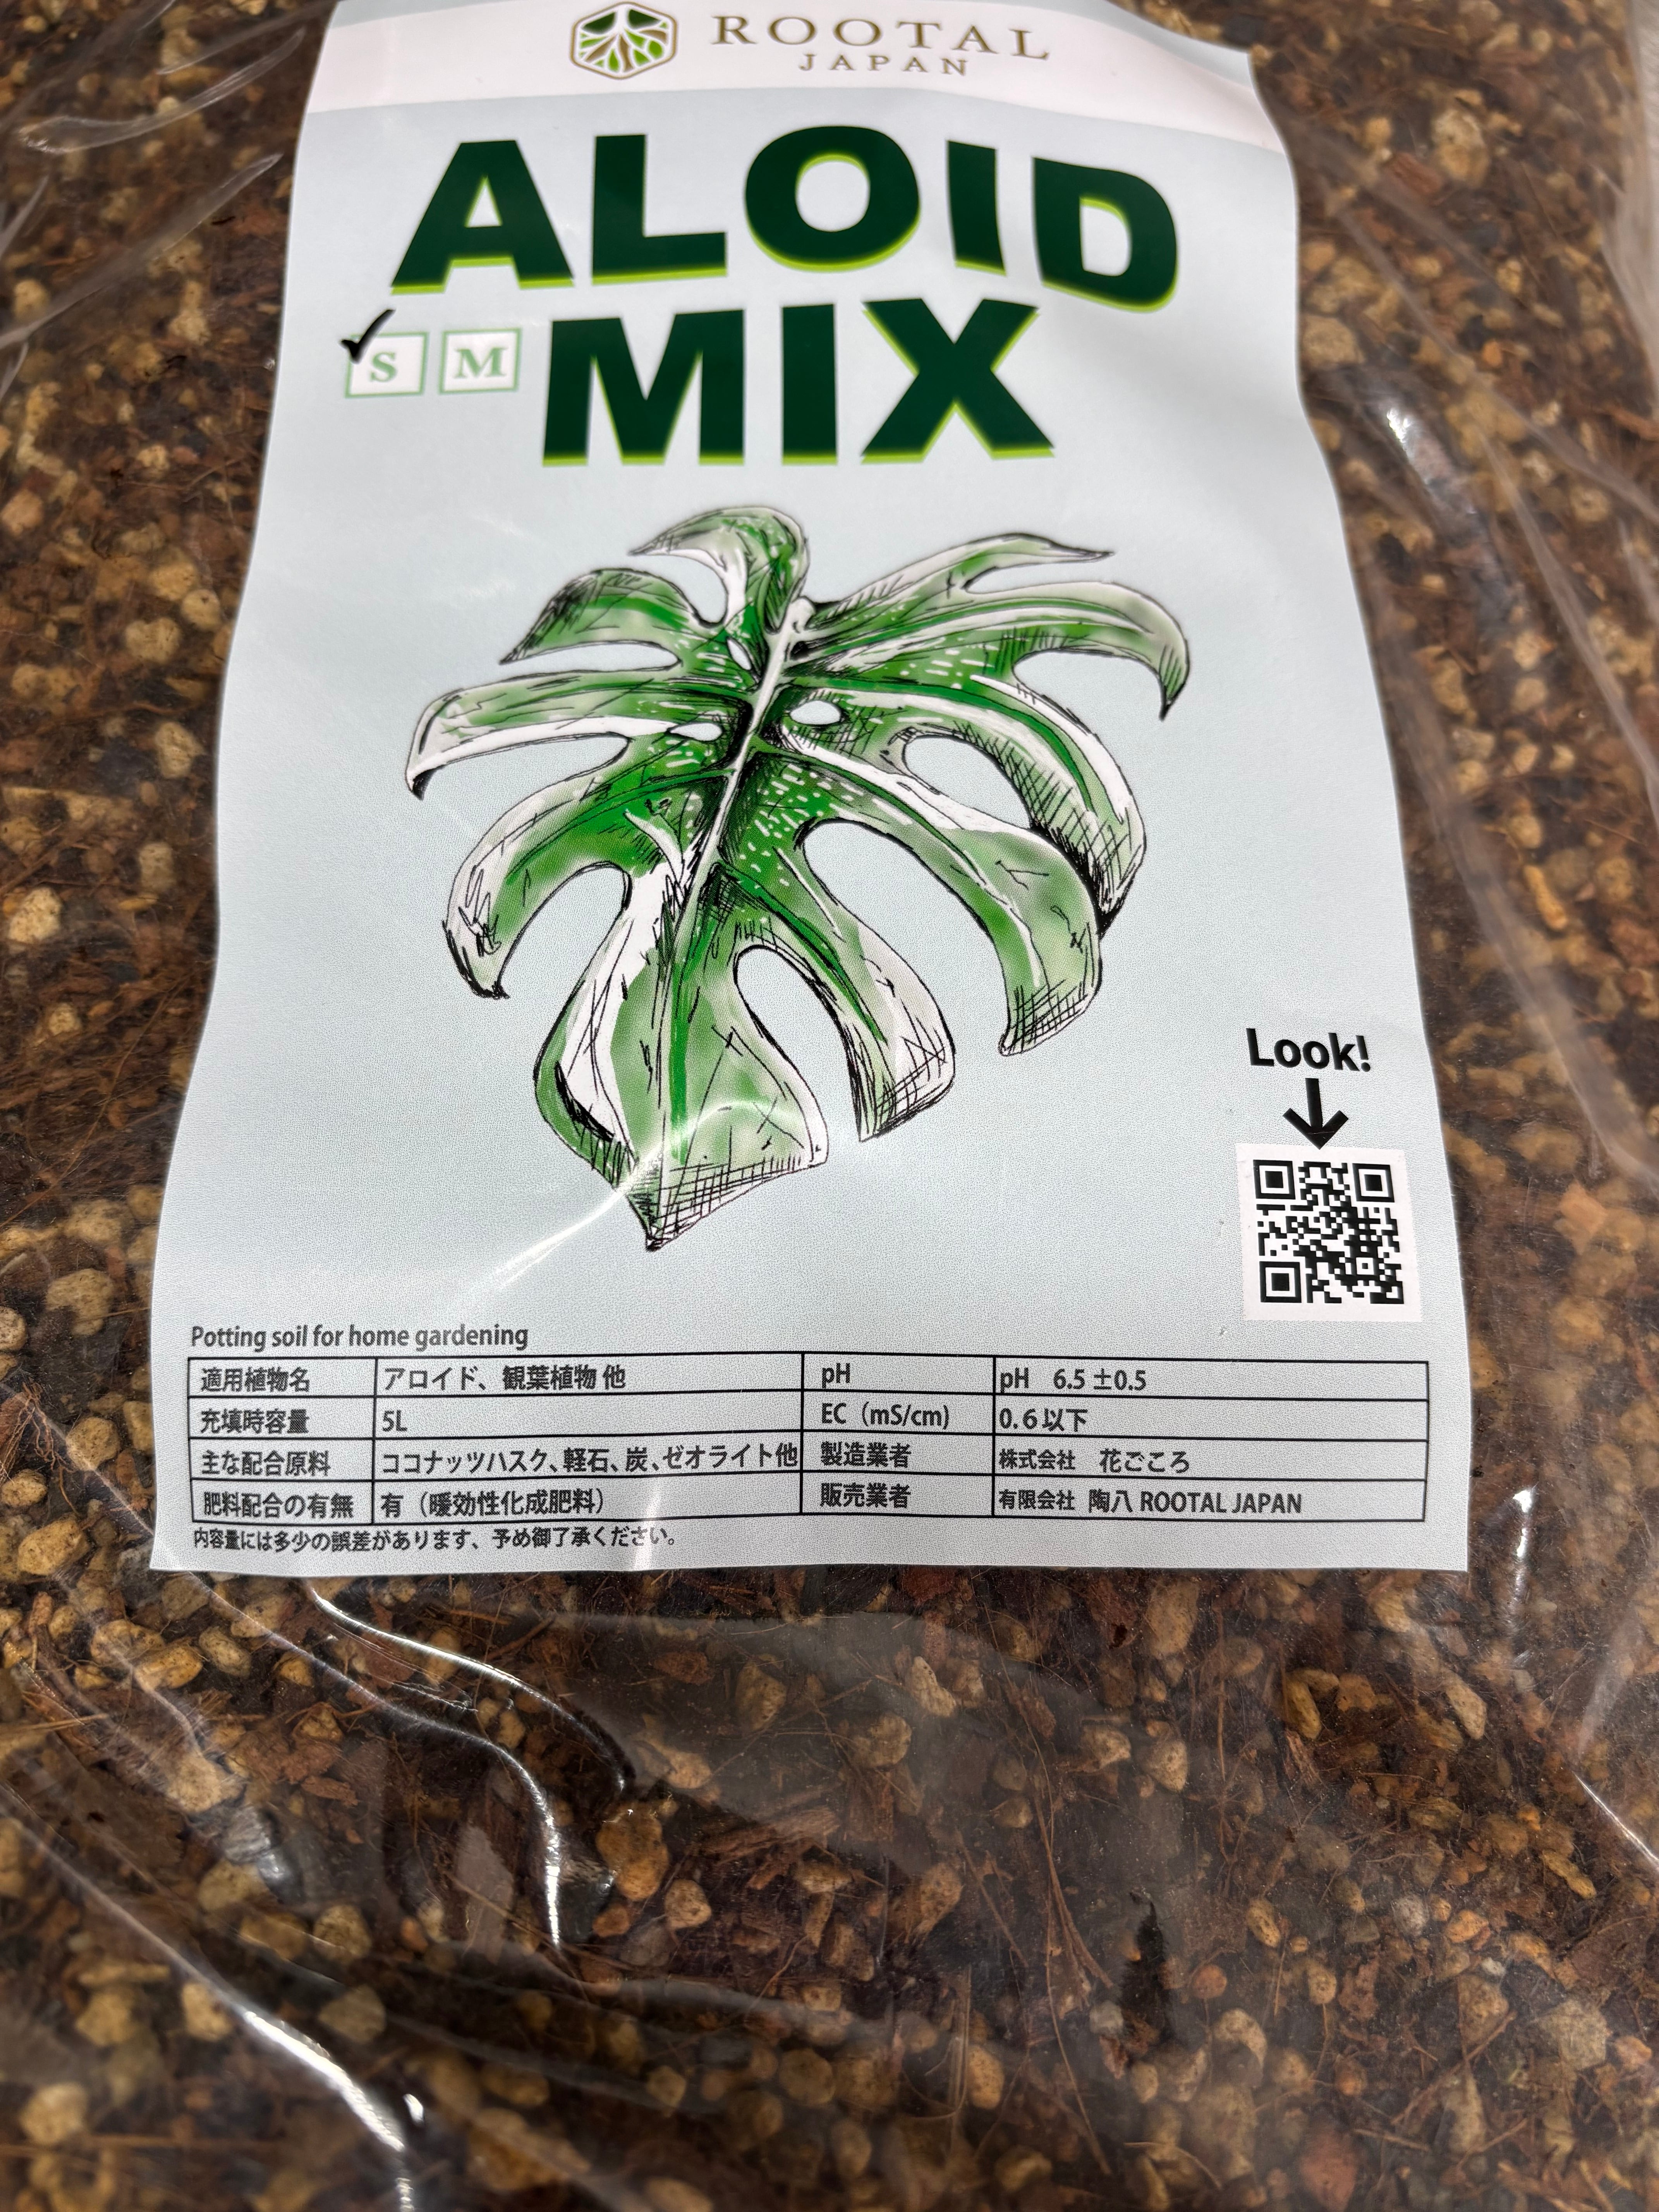 ROOTAL
JAPAN
ALOID
S M MIX
Look!
Potting soil for home gardening
適用植物名 アロイド、観葉植物 他 pH pH 6.5 ±0.5
充填時容量 5L EC（mS/cm） 0.6以下
主な配合原料 ココナッツハスク、軽石、炭、ゼオライト他 製造業者 株式会社 花ごころ
肥料配合の有無 有（暖効性化成肥料） 販売業者 有限会社 陶八 ROOTAL JAPAN
内容量には多少の誤差があります、予め御了承ください。